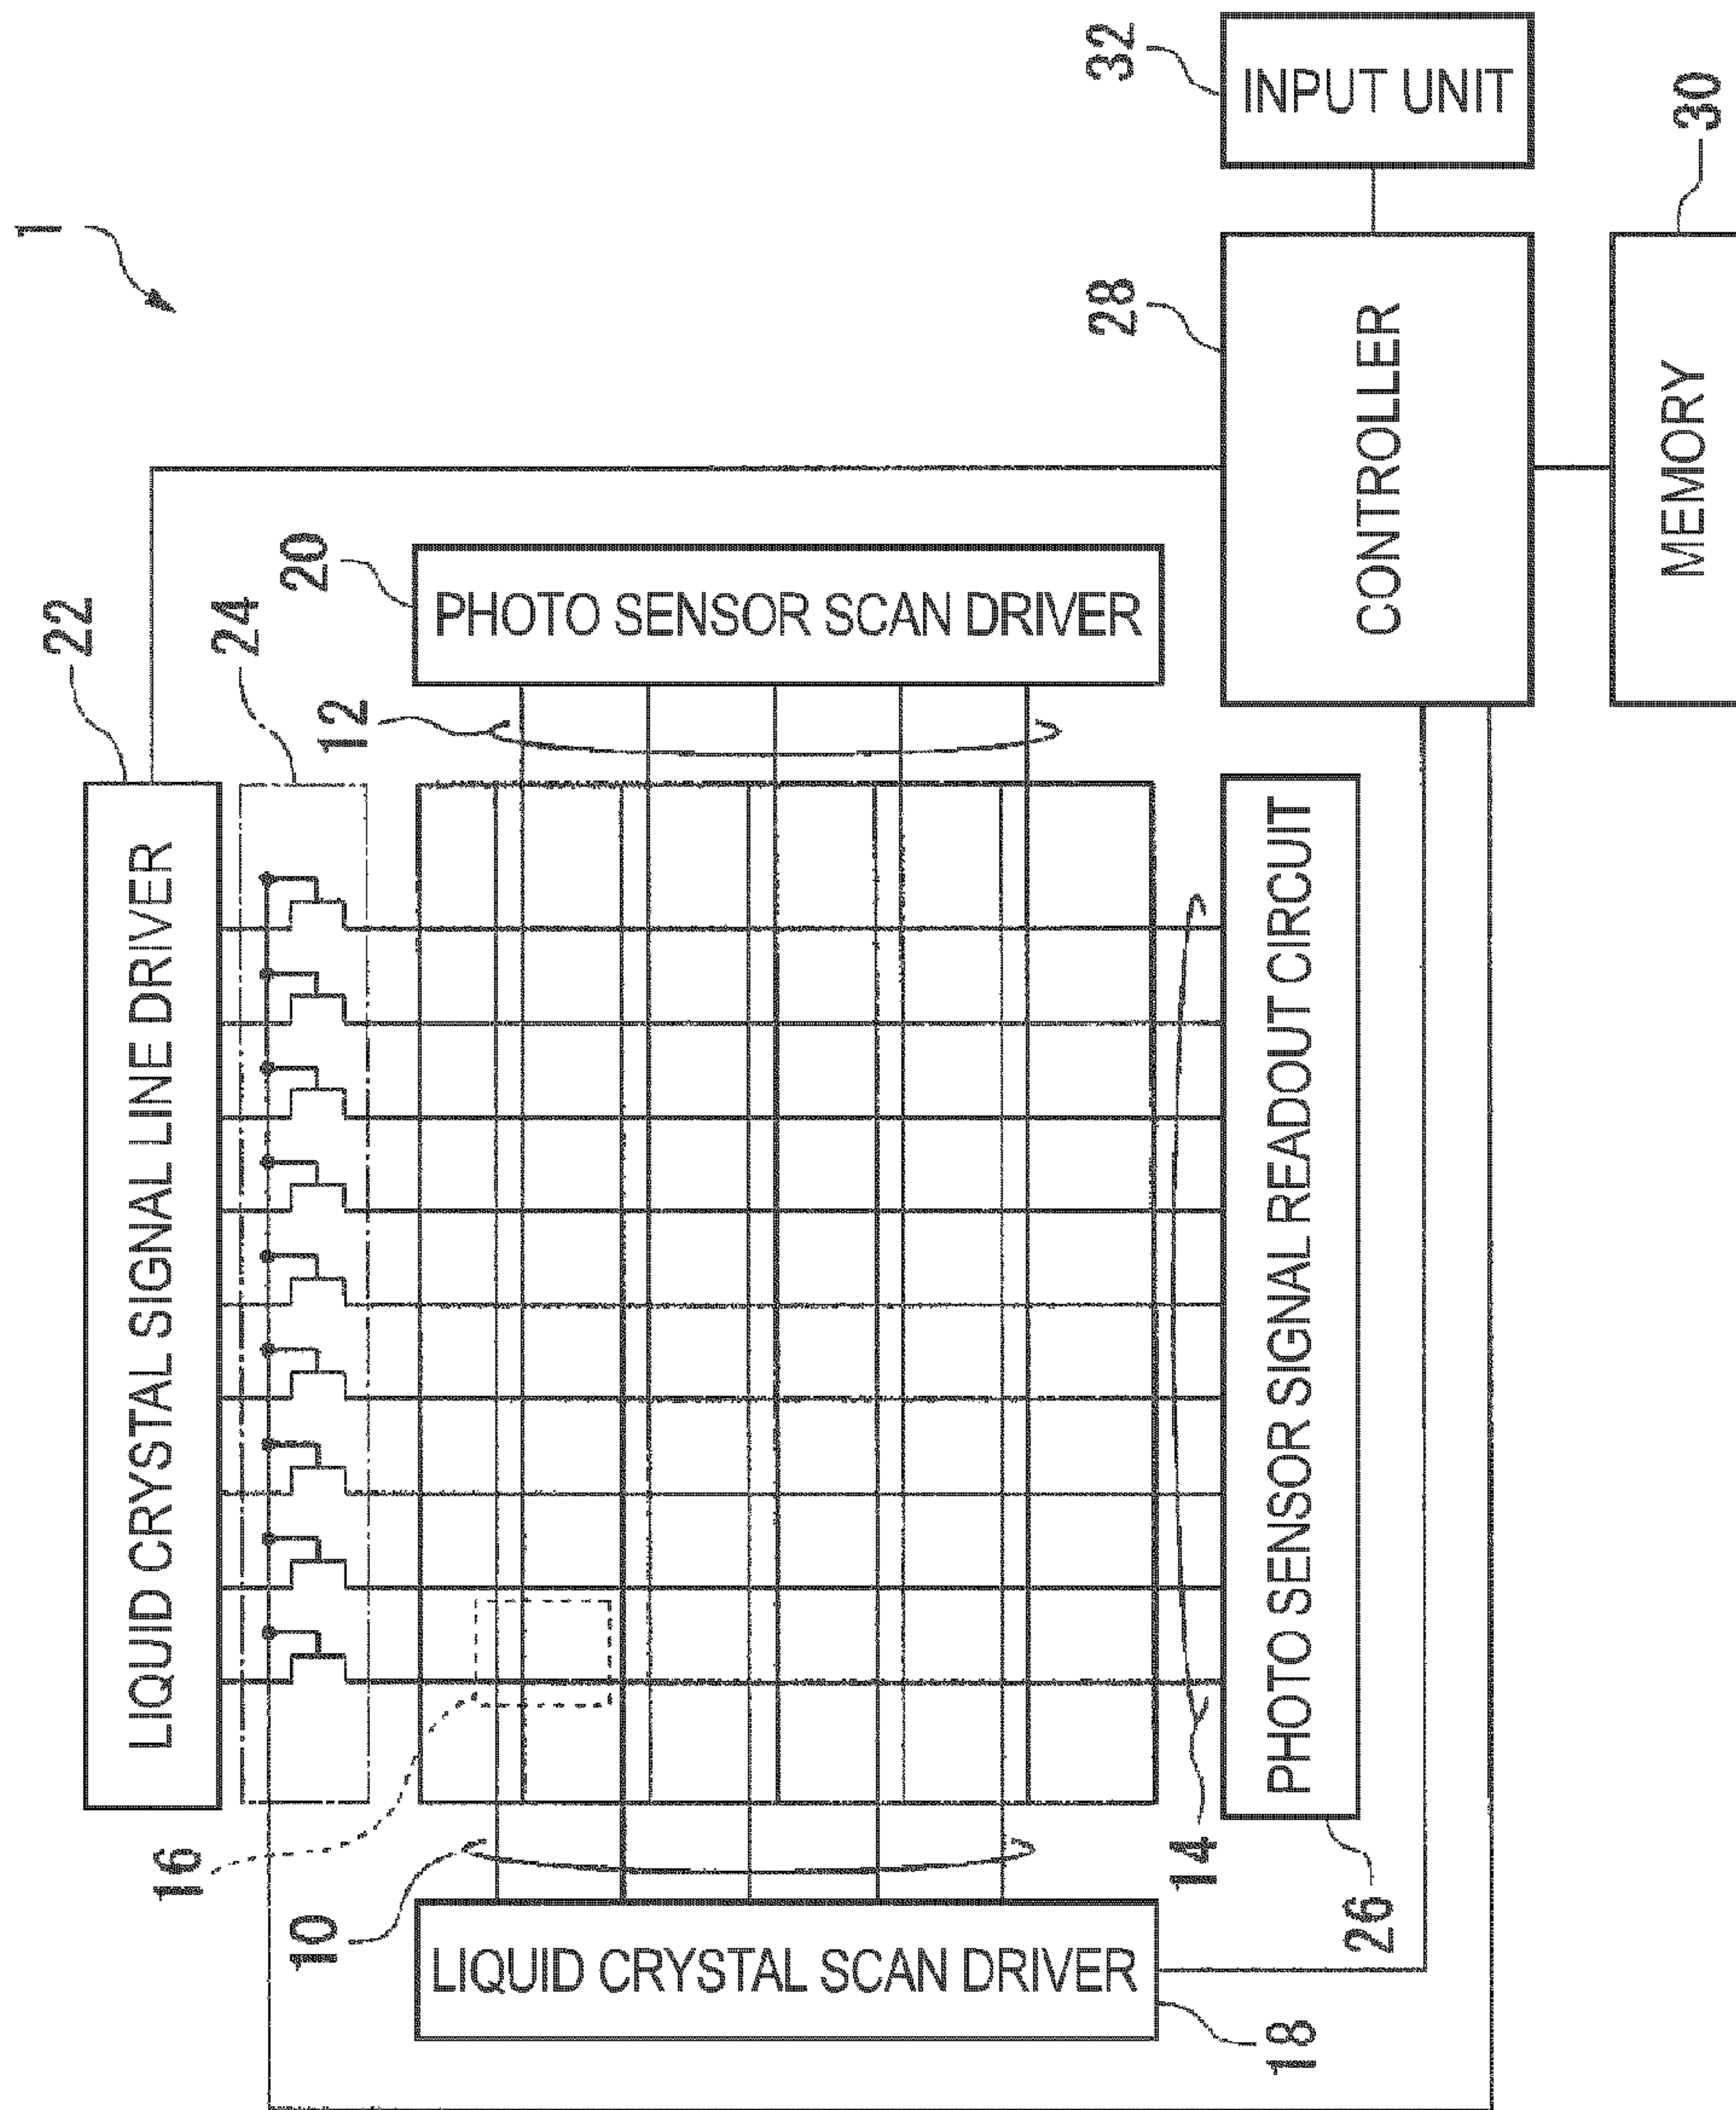 1
22
LIQUID CRYSTAL SIGNAL LINE DRIVER
24
16
10
LIQUID CRYSTAL SCAN DRIVER
18
20
PHOTO SENSOR SCAN DRIVER
12
14
PHOTO SENSOR SIGNAL READOUT CIRCUIT
26
28
CONTROLLER
32
INPUT UNIT
30
MEMORY